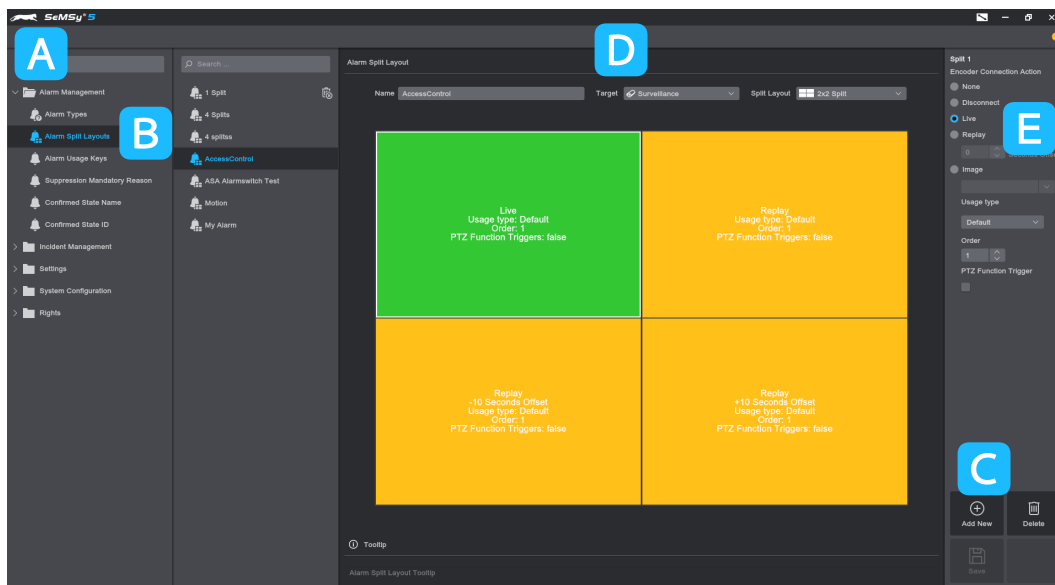 SeMSy®5
A
B
C
D
E
Alarm Management
Alarm Types
Alarm Split Layouts
Alarm Usage Keys
Suppression Mandatory Reason
Confirmed State Name
Confirmed State ID
Incident Management
Settings
System Configuration
Rights
Search ...
1 Split
4 Splits
4 splitss
AccessControl
ASA Alarmswitch Test
Motion
My Alarm
Alarm Split Layout
Name AccessControl Target Surveillance Split Layout 2x2 Split
Live
Usage type: Default
Order: 1
PTZ Function Triggers: false
Replay
Usage type: Default
Order: 1
PTZ Function Triggers: false
Replay
-10 Seconds Offset
Usage type: Default
Order: 1
PTZ Function Triggers: false
Replay
+10 Seconds Offset
Usage type: Default
Order: 1
PTZ Function Triggers: false
Tooltip
Alarm Split Layout Tooltip
Split 1
Encoder Connection Action
None
Disconnect
Live
Replay
0
Image
Usage type
Default
Order
1
PTZ Function Trigger
Add New
Delete
Save